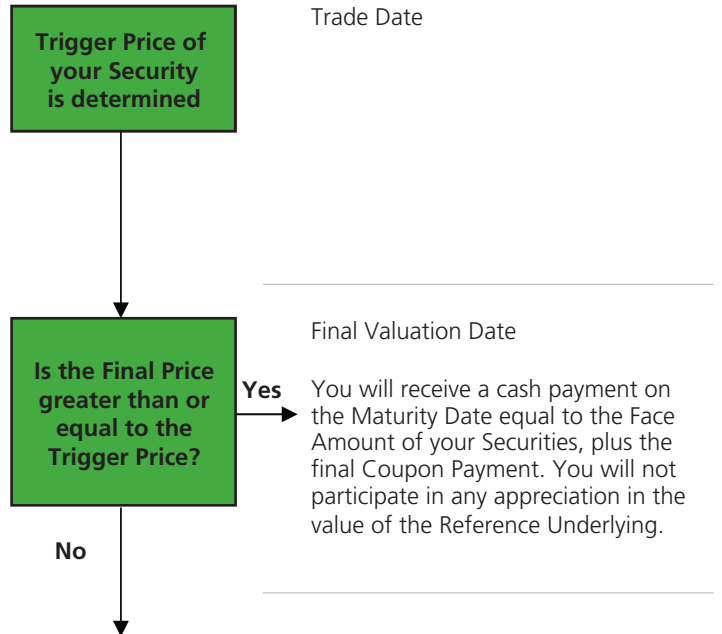 Trade Date
Trigger Price of
your Security
is determined
Final Valuation Date
Is the Final Price
greater than or
equal to the
Trigger Price?
Yes
You will receive a cash payment on
the Maturity Date equal to the Face
Amount of your Securities, plus the
final Coupon Payment. You will not
participate in any appreciation in the
value of the Reference Underlying.
No